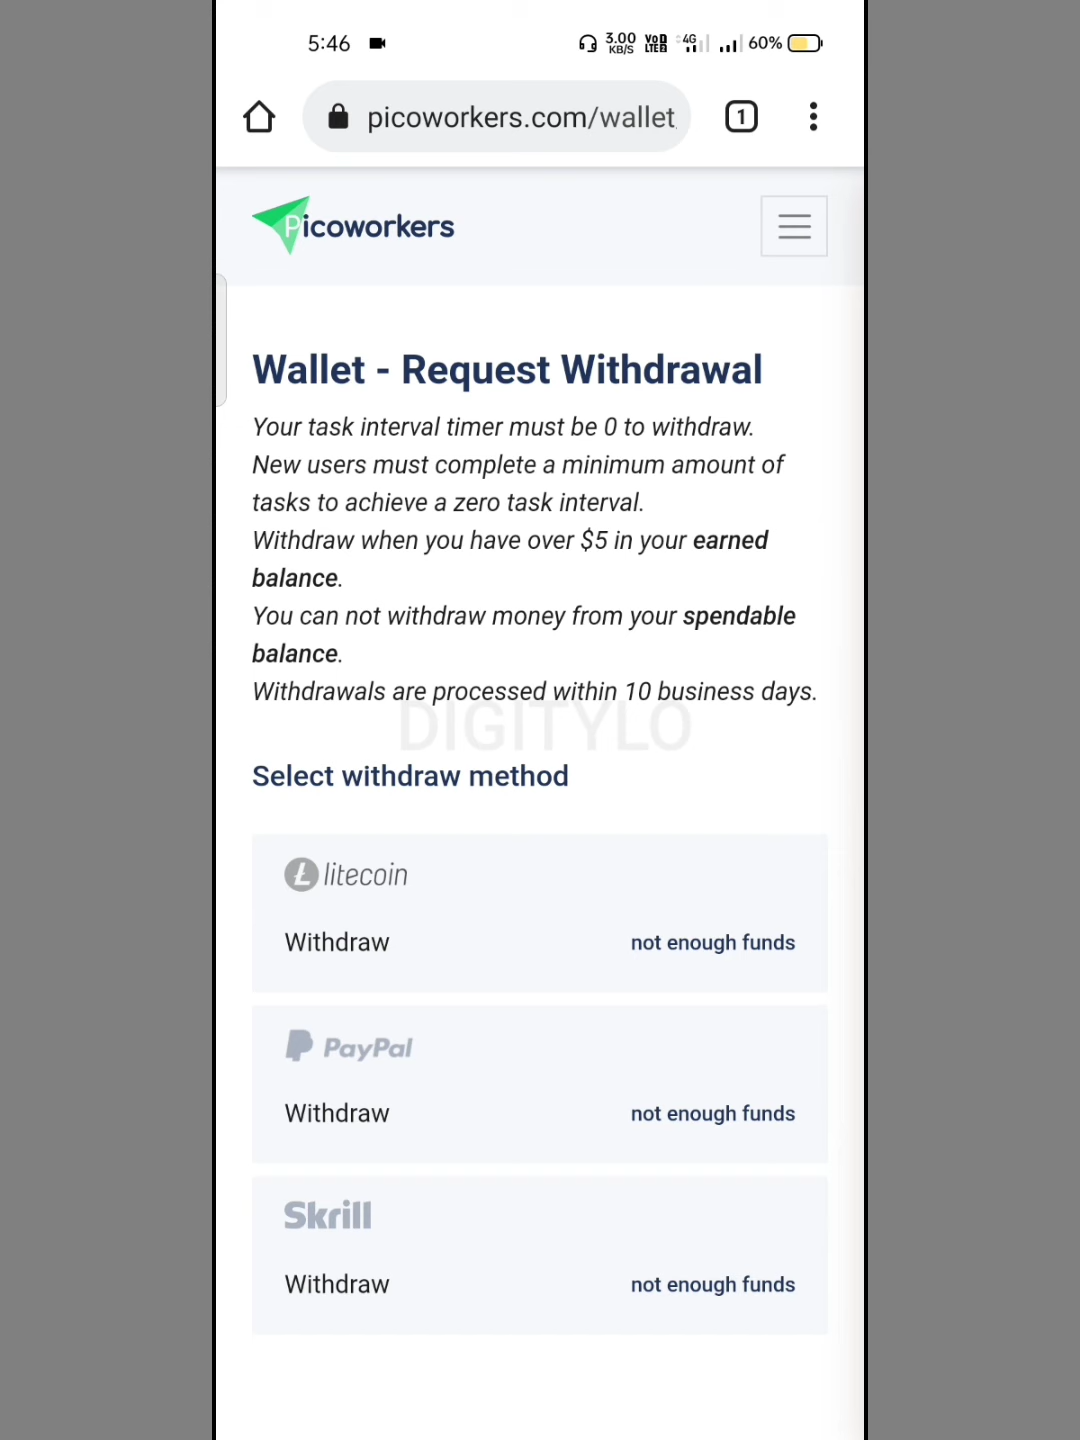 5:46 3.00 KB/S VoD LTE2 4G 60%
picoworkers.com/wallet
1
Picoworkers
Wallet - Request Withdrawal
Your task interval timer must be 0 to withdraw.
New users must complete a minimum amount of
tasks to achieve a zero task interval.
Withdraw when you have over $5 in your earned
balance.
You can not withdraw money from your spendable
balance.
Withdrawals are processed within 10 business days.
DIGITYLO
Select withdraw method
litecoin
Withdraw not enough funds
PayPal
Withdraw not enough funds
Skrill
Withdraw not enough funds